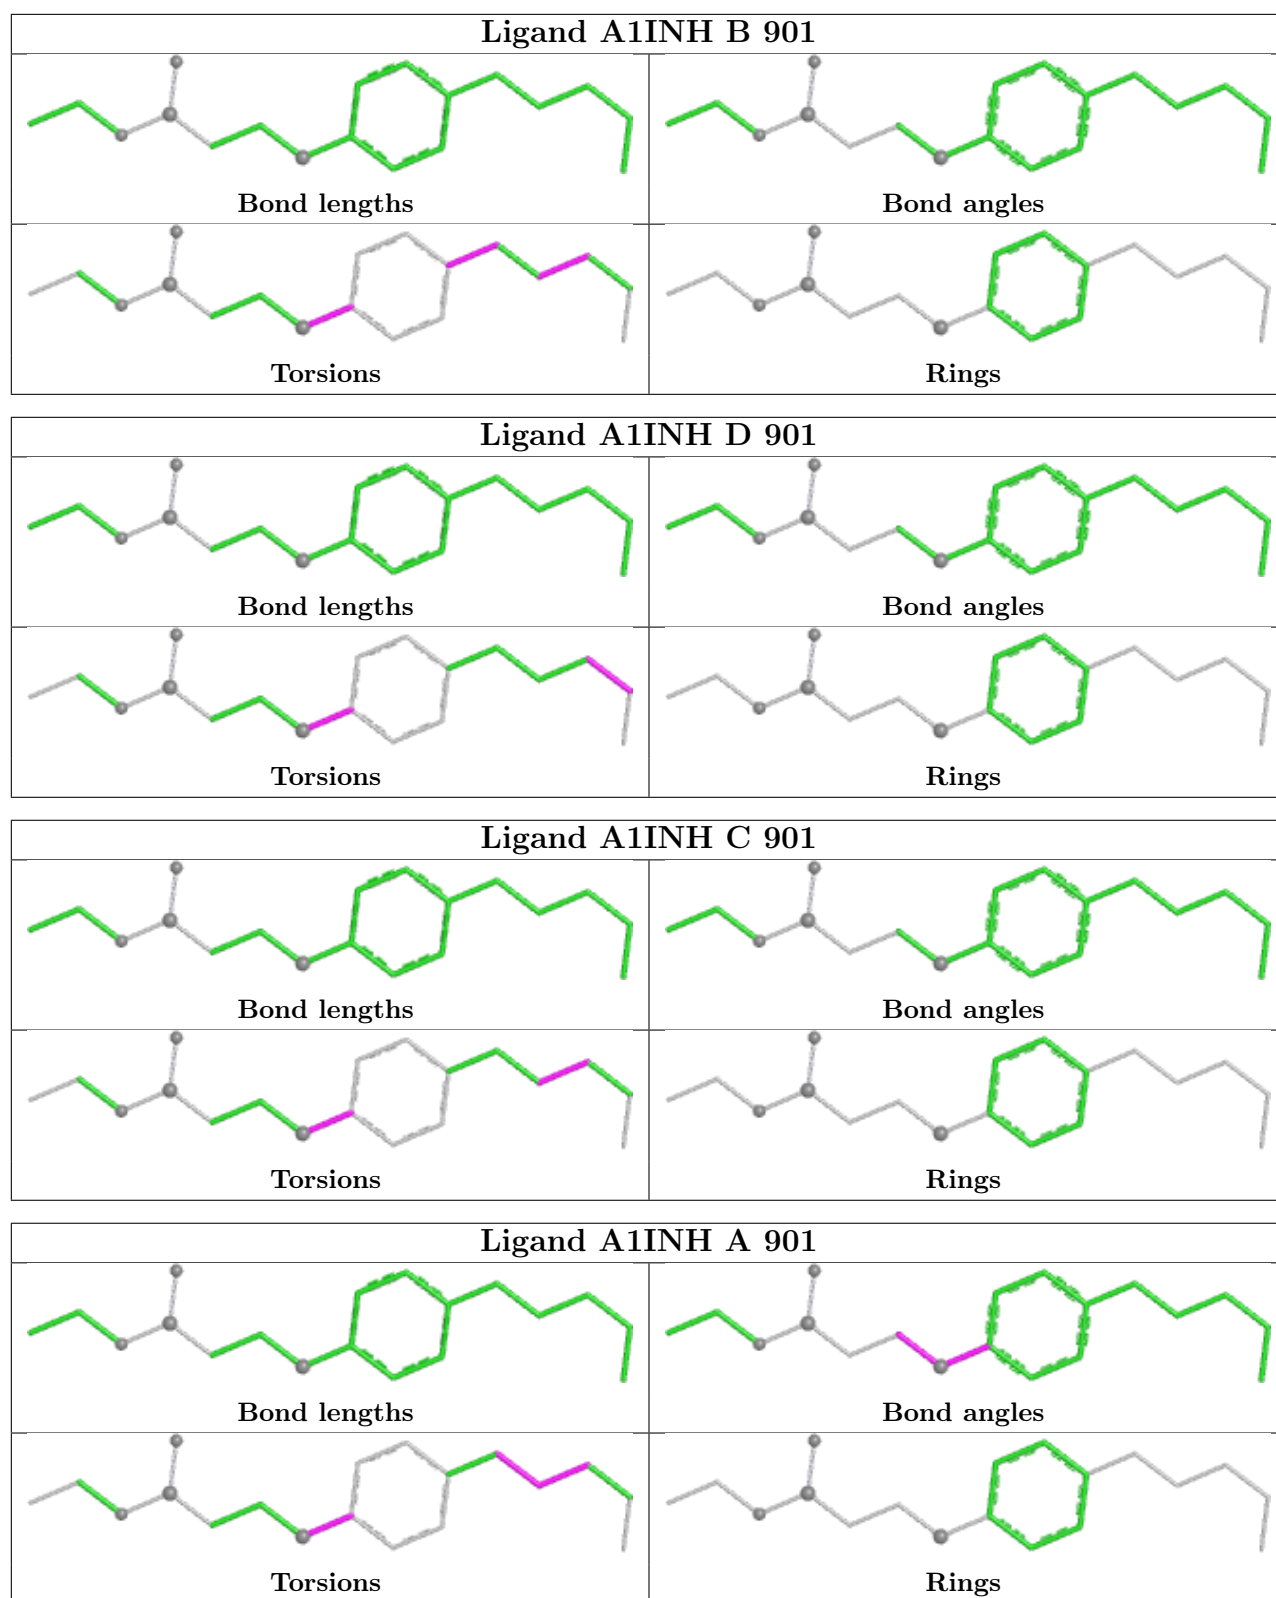 Ligand A1INH B 901
Bond lengths
Bond angles
Torsions
Rings
Ligand A1INH D 901
Bond lengths
Bond angles
Torsions
Rings
Ligand A1INH C 901
Bond lengths
Bond angles
Torsions
Rings
Ligand A1INH A 901
Bond lengths
Bond angles
Torsions
Rings